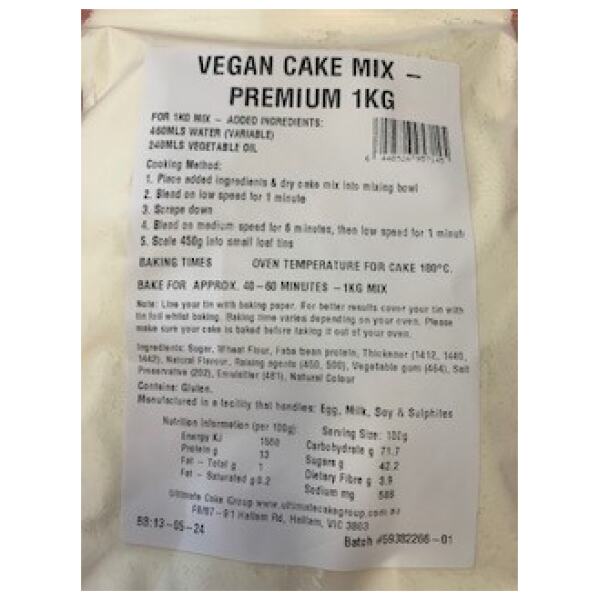 VEGAN CAKE MIX –
PREMIUM 1KG
FOR 1KG MIX – ADDED INGREDIENTS:
460MLS WATER (VARIABLE)
240MLS VEGETABLE OIL
Cooking Method:
1. Place added ingredients & dry cake mix into mixing bowl
2. Blend on low speed for 1 minute
3. Scrape down
4. Blend on medium speed for 6 minutes, then low speed for 1 minute
5. Scale 450g into small loaf tins
BAKING TIMES OVEN TEMPERATURE FOR CAKE 180°C.
BAKE FOR APPROX. 40–60 MINUTES –1KG MIX
Note: Line your tin with baking paper. For better results cover your tin with
tin foil whilst baking. Baking time varies depending on your oven. Please
make sure your cake is baked before taking it out of your oven.
Ingredients: Sugar, Wheat Flour, Faba bean protein, Thickener (1412, 1440,
1442), Natural Flavour, Raising agents (450, 500), Vegetable gum (464), Salt
Preservative (202), Emulsifier (481), Natural Colour
Contains: Gluten.
Manufactured in a facility that handles: Egg, Milk, Soy & Sulphites
Nutrition Information (per 100g): Serving Size: 100g
Energy KJ 1550 Carbohydrate g 71.7
Protein g 13 Sugars g 42.2
Fat – Total g 1 Dietary Fibre g 3.9
Fat – Saturated g 0.2 Sodium mg 586
Ultimate Cake Group www.ultimatecakegroup.com.au
F8/87–91 Hallam Rd, Hallam, VIC 3803
BB:13–05–24 Batch #59382266–01